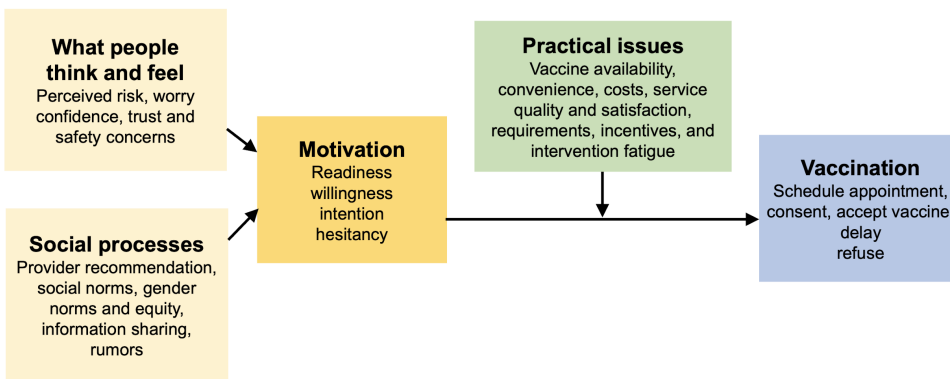 What people
think and feel
Perceived risk, worry
confidence, trust and
safety concerns
Social processes
Provider recommendation,
social norms, gender
norms and equity,
information sharing,
rumors
Motivation
Readiness
willingness
intention
hesitancy
Practical issues
Vaccine availability,
convenience, costs, service
quality and satisfaction,
requirements, incentives, and
intervention fatigue
Vaccination
Schedule appointment,
consent, accept vaccine
delay
refuse